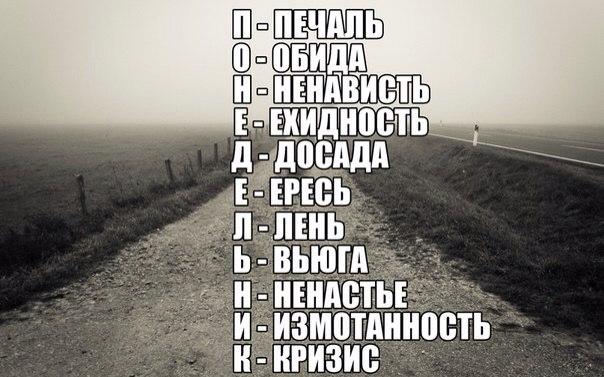 П - ПЕЧАЛЬ
О - ОБИДА
Н - НЕНАВИСТЬ
Е - ЕХИДНОСТЬ
Д - ДОСАДА
Е - ЕРЕСЬ
Л - ЛЕНЬ
Ь - ВЬЮГА
Н - НЕНАСТЬЕ
И - ИЗМОТАННОСТЬ
К - КРИЗИС